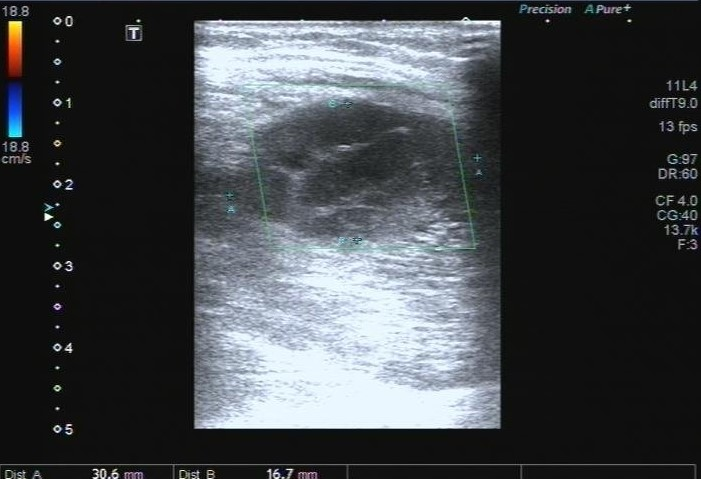 Precision A Pure+
18.8
0
T
11L4
diffT9.0
1
13 fps
18.8
cm/s
B
G:97
DR:60
A
2
A
CF 4.0
CG:40
13.7k
F:3
3
4
5
Dist A 30.6 mm Dist B 16.7 mm